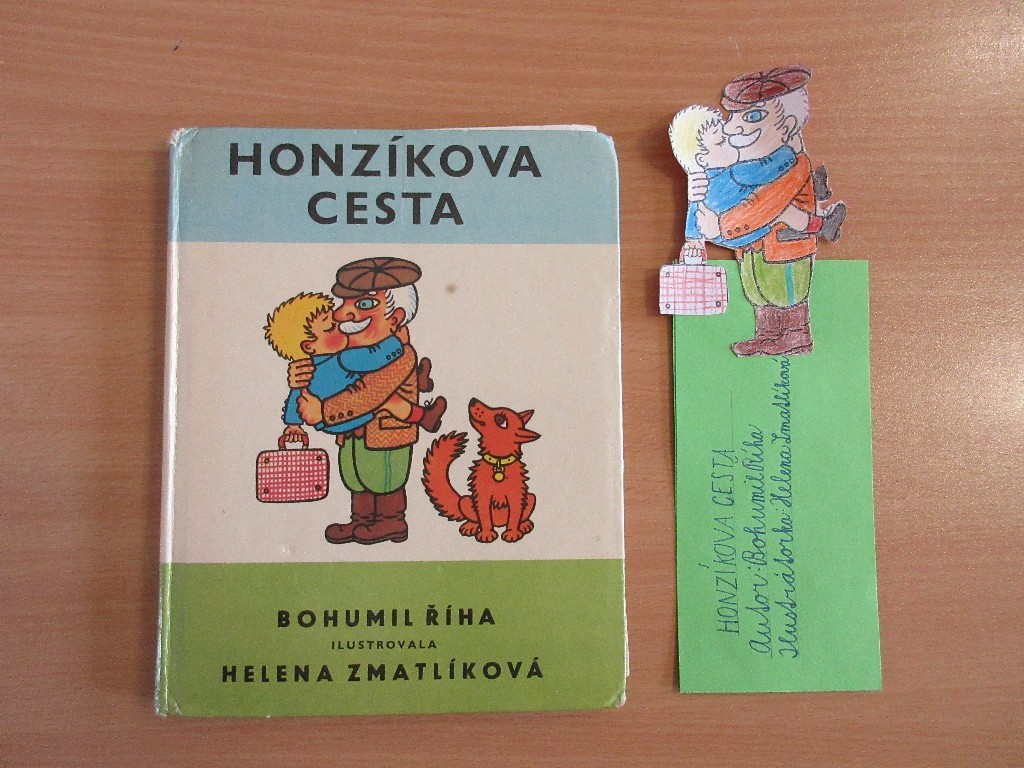 HONZÍKOVA
CESTA
BOHUMIL ŘÍHA
ILUSTROVALA
HELENA ZMATLÍKOVÁ
HONZÍKOVA CESTA
Autor: Bohumil Říha
Ilustrátorka: Helena Zmatlíková